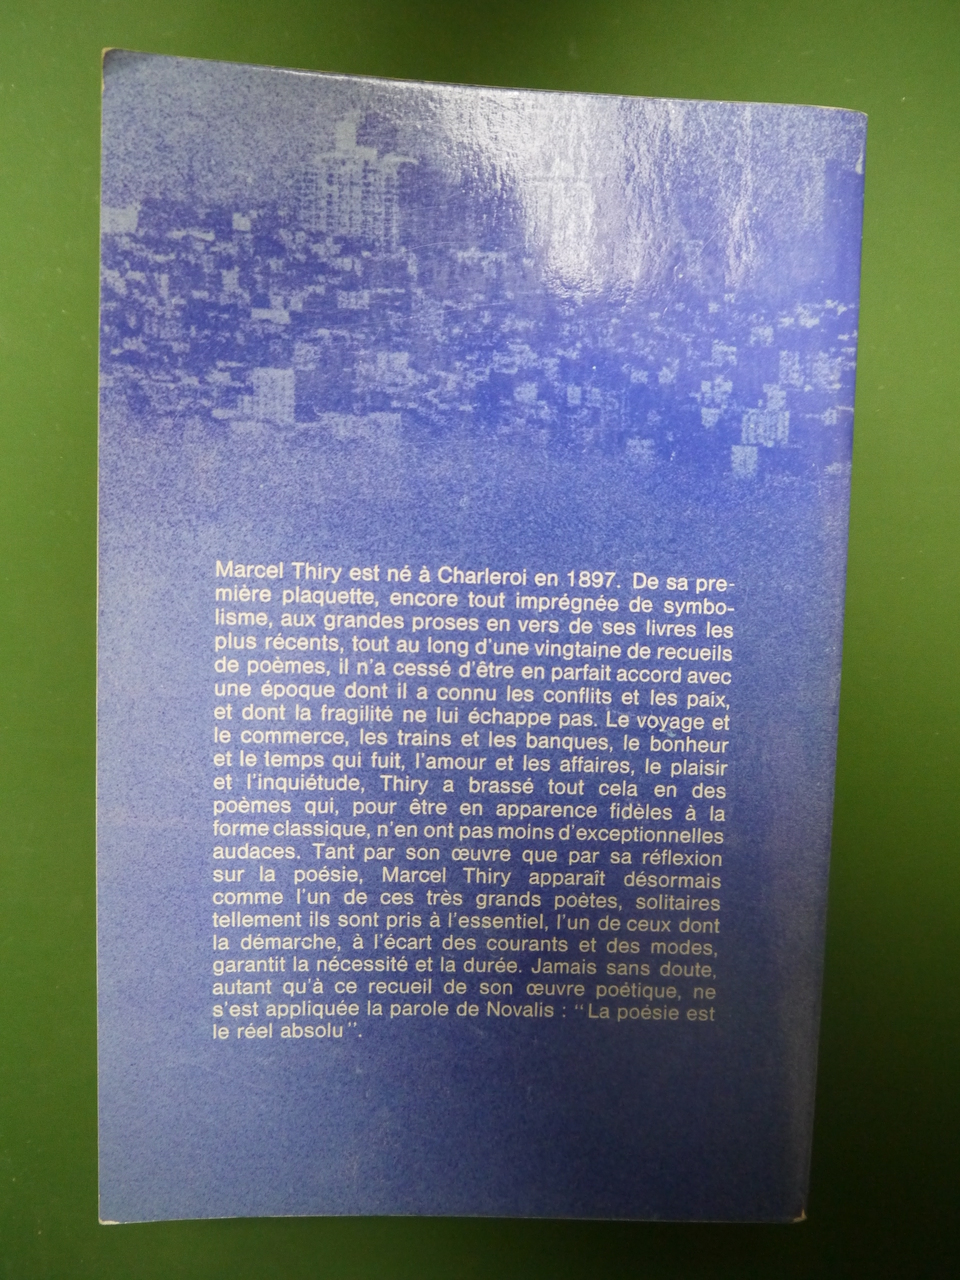 Marcel Thiry est né à Charleroi en 1897. De sa pre-
mière plaquette, encore tout imprégnée de symbo-
lisme, aux grandes proses en vers de ses livres les
plus récents, tout au long d'une vingtaine de recueils
de poèmes, il n'a cessé d'être en parfait accord avec
une époque dont il a connu les conflits et les paix,
et dont la fragilité ne lui échappe pas. Le voyage et
le commerce, les trains et les banques, le bonheur
et le temps qui fuit, l'amour et les affaires, le plaisir
et l'inquiétude, Thiry a brassé tout cela en des
poèmes qui, pour être en apparence fidèles à la
forme classique, n'en ont pas moins d'exceptionnelles
audaces. Tant par son œuvre que par sa réflexion
sur la poésie, Marcel Thiry apparaît désormais
comme l'un de ces très grands poètes, solitaires
tellement ils sont pris à l'essentiel, l'un de ceux dont
la démarche, à l'écart des courants et des modes,
garantit la nécessité et la durée. Jamais sans doute,
autant qu'à ce recueil de son œuvre poétique, ne
s'est appliquée la parole de Novalis : "La poésie est
le réel absolu".